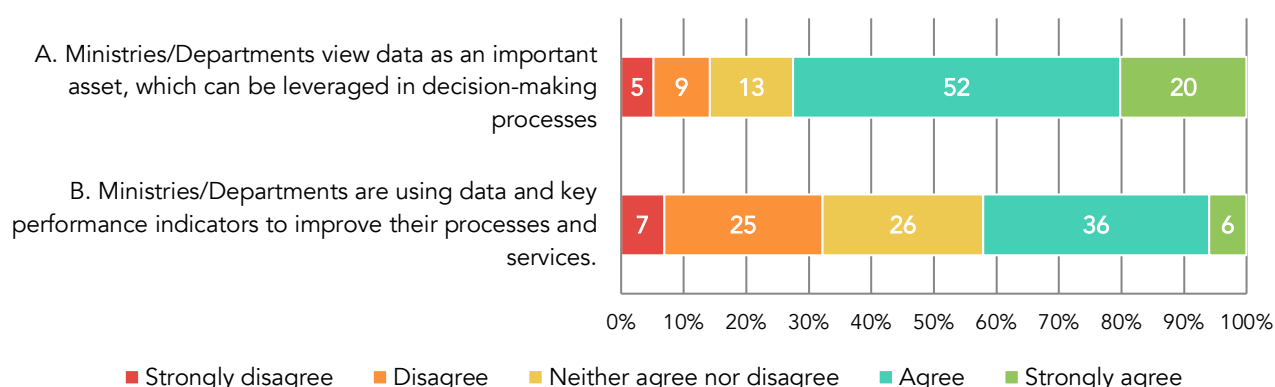 A. Ministries/Departments view data as an important
asset, which can be leveraged in decision-making
processes
5 9 13 52 20
B. Ministries/Departments are using data and key
performance indicators to improve their processes and
services.
7 25 26 36 6
0% 10% 20% 30% 40% 50% 60% 70% 80% 90% 100%
Strongly disagree Disagree Neither agree nor disagree Agree Strongly agree